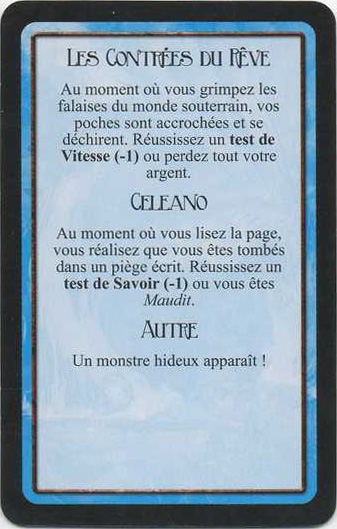 Les Contrées du Rêve
Au moment où vous grimpez les
falaises du monde souterrain, vos
poches sont accrochées et se
déchirent. Réussissez un test de
Vitesse (-1) ou perdez tout votre
argent.
Celeano
Au moment où vous lisez la page,
vous réalisez que vous êtes tombés
dans un piège écrit. Réussissez un
test de Savoir (-1) ou vous êtes
Maudit.
Autre
Un monstre hideux apparaît !